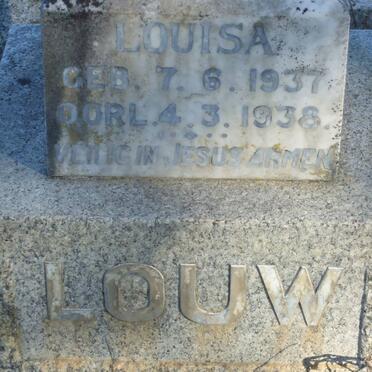 LOUISA
GEB. 7. 6. 1937
OORL. 4. 3. 1938
VEILIG IN JESUS ARMEN
LOUW